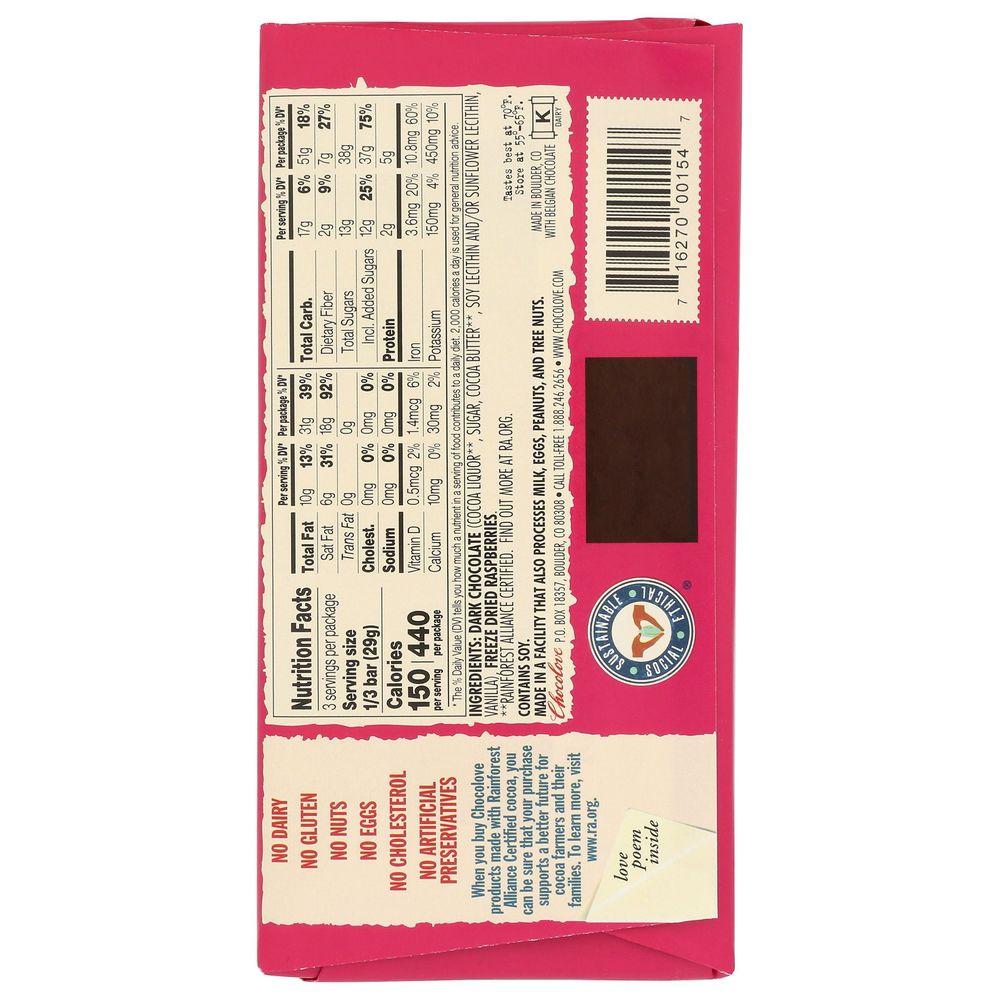 NO DAIRY
NO GLUTEN
NO NUTS
NO EGGS
NO CHOLESTEROL
NO ARTIFICIAL
PRESERVATIVES
When you buy Chocolove
products made with Rainforest
Alliance Certified cocoa, you
can be sure that your purchase
supports a better future for
cocoa farmers and their
families. To learn more, visit
www.ra.org.
love
poem
inside
Nutrition Facts
3 servings per package
Serving size
1/3 bar (29g)
Calories
150 440
per serving per package
Per serving % DV* Per package % DV*
Total Fat 10g 13% 31g 39%
Sat Fat 6g 31% 18g 92%
Trans Fat 0g 0g
Cholest. 0mg 0% 0mg 0%
Sodium 0mg 0% 0mg 0%
Vitamin D 0.5mcg 2% 1.4mcg 6%
Calcium 10mg 0% 30mg 2%
Per serving % DV* Per package % DV*
Total Carb. 17g 6% 51g 18%
Dietary Fiber 2g 9% 7g 27%
Total Sugars 13g 38g
Incl. Added Sugars 12g 25% 37g 75%
Protein 2g 5g
Iron 3.6mg 20% 10.8mg 60%
Potassium 150mg 4% 450mg 10%
*The % Daily Value (DV) tells you how much a nutrient in a serving of food contributes to a daily diet. 2,000 calories a day is used for general nutrition advice.
INGREDIENTS: DARK CHOCOLATE (COCOA LIQUOR**, SUGAR, COCOA BUTTER**, SOY LECITHIN AND/OR SUNFLOWER LECITHIN,
VANILLA), FREEZE DRIED RASPBERRIES.
**RAINFOREST ALLIANCE CERTIFIED. FIND OUT MORE AT RA.ORG.
CONTAINS SOY.
MADE IN A FACILITY THAT ALSO PROCESSES MILK, EGGS, PEANUTS, AND TREE NUTS.
Chocolove P.O. BOX 18357, BOULDER, CO 80308 • CALL TOLL-FREE 1.888.246.2656 • WWW.CHOCOLOVE.COM
Tastes best at 70°F.
Store at 55°-65°F.
MADE IN BOULDER, CO
WITH BELGIAN CHOCOLATE
K
DAIRY
SUSTAINABLE • ETHICAL • SOCIAL •
®
7 16270 00154 7